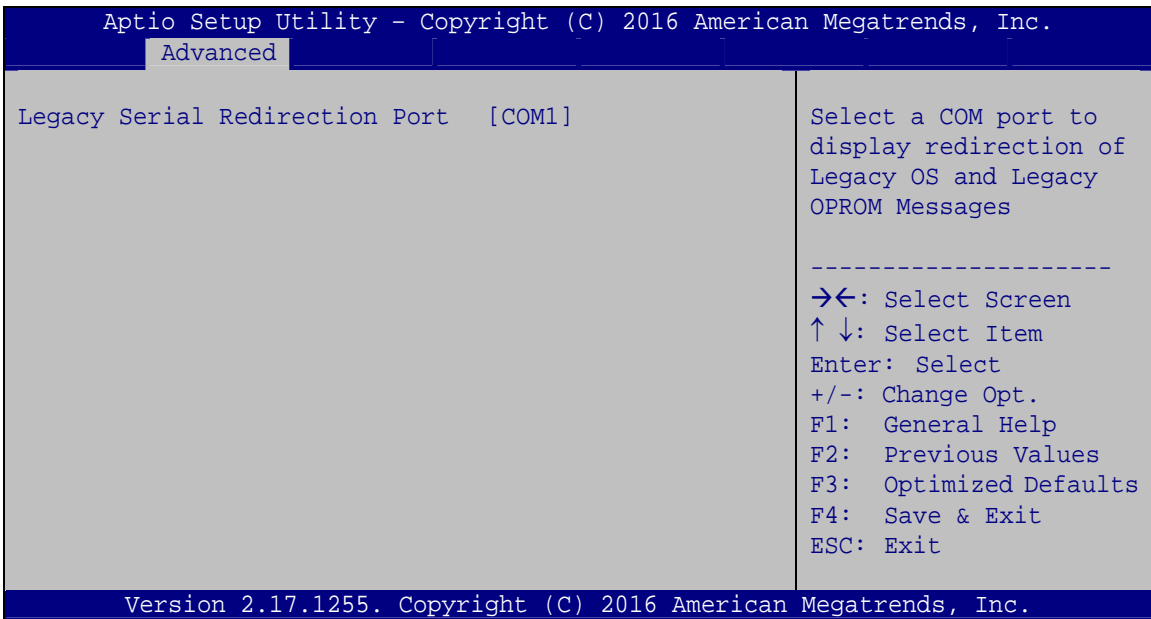 Aptio Setup Utility – Copyright (C) 2016 American Megatrends, Inc.
Advanced
Legacy Serial Redirection Port [COM1]
Select a COM port to
display redirection of
Legacy OS and Legacy
OPROM Messages
---------------------
→←: Select Screen
↑ ↓: Select Item
Enter: Select
+/-: Change Opt.
F1: General Help
F2: Previous Values
F3: Optimized Defaults
F4: Save & Exit
ESC: Exit
Version 2.17.1255. Copyright (C) 2016 American Megatrends, Inc.